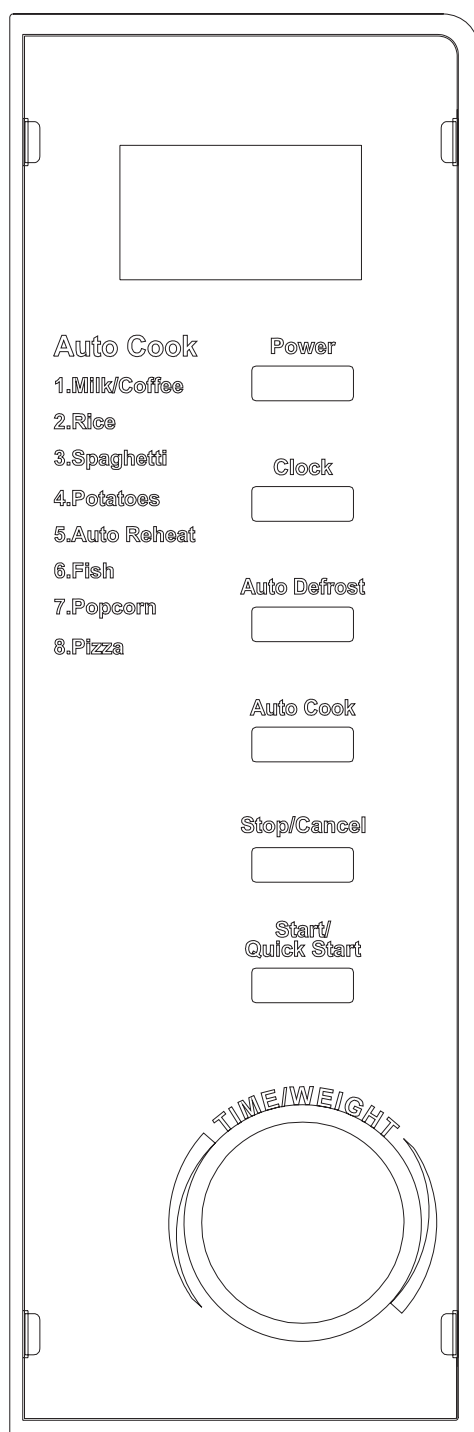 Auto Cook
1.Milk/Coffee
2.Rice
3.Spaghetti
4.Potatoes
5.Auto Reheat
6.Fish
7.Popcorn
8.Pizza
Power
Clock
Auto Defrost
Auto Cook
Stop/Cancel
Start/
Quick Start
TIME/WEIGHT